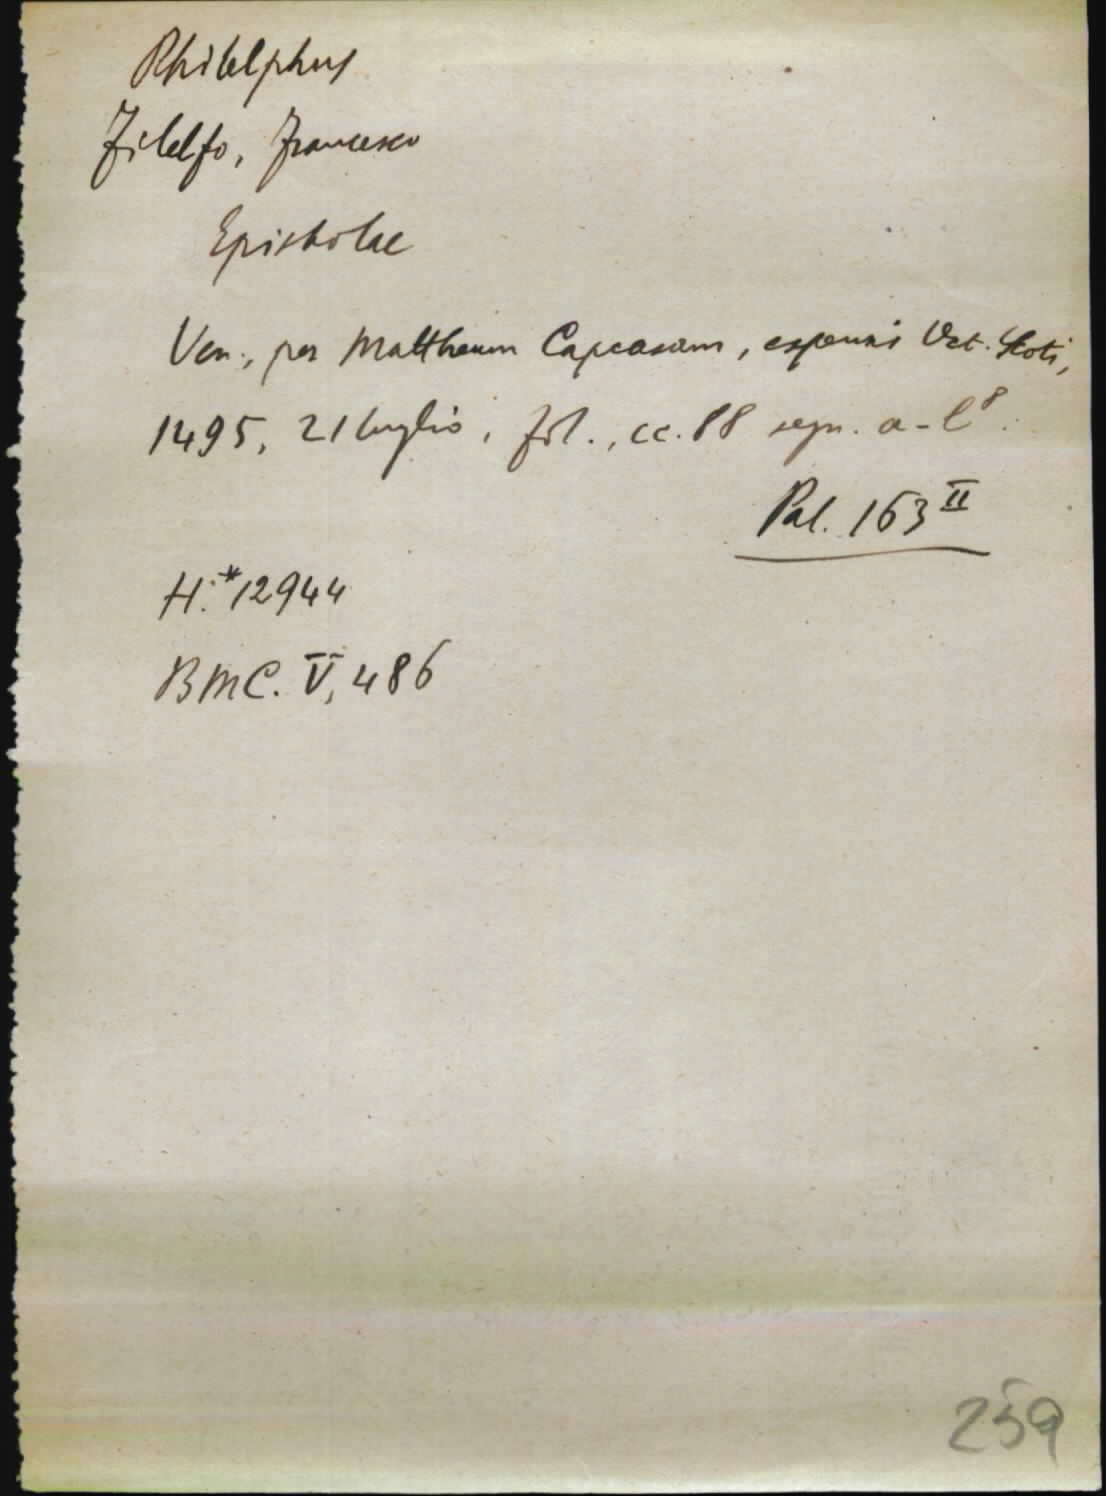 Philelphus
Filelfo, Francesco
Epistolae
Ven., per Mattheum Capcasam, expensis Oct. Scoti,
1495, 21 luglio, fol., cc. 88 segn. a-l⁸.
Pal. 163 II
H.*12944
BMC. V, 486
259